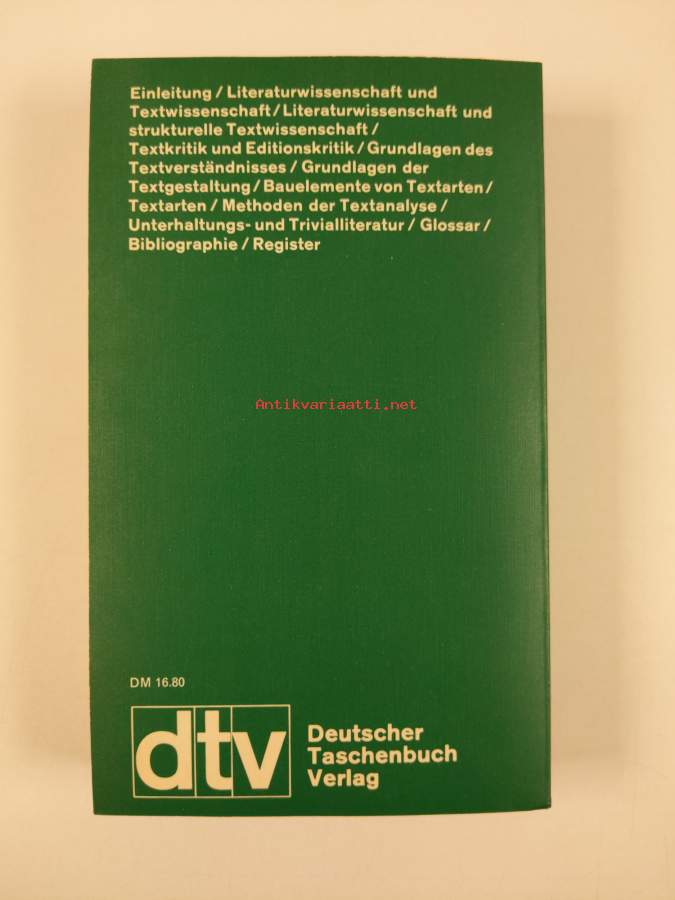 Einleitung / Literaturwissenschaft und
Textwissenschaft / Literaturwissenschaft und
strukturelle Textwissenschaft /
Textkritik und Editionskritik / Grundlagen des
Textverständnisses / Grundlagen der
Textgestaltung / Bauelemente von Textarten /
Textarten / Methoden der Textanalyse /
Unterhaltungs- und Trivialliteratur / Glossar /
Bibliographie / Register
Antikvariaatti.net
DM 16.80
dtv
Deutscher
Taschenbuch
Verlag